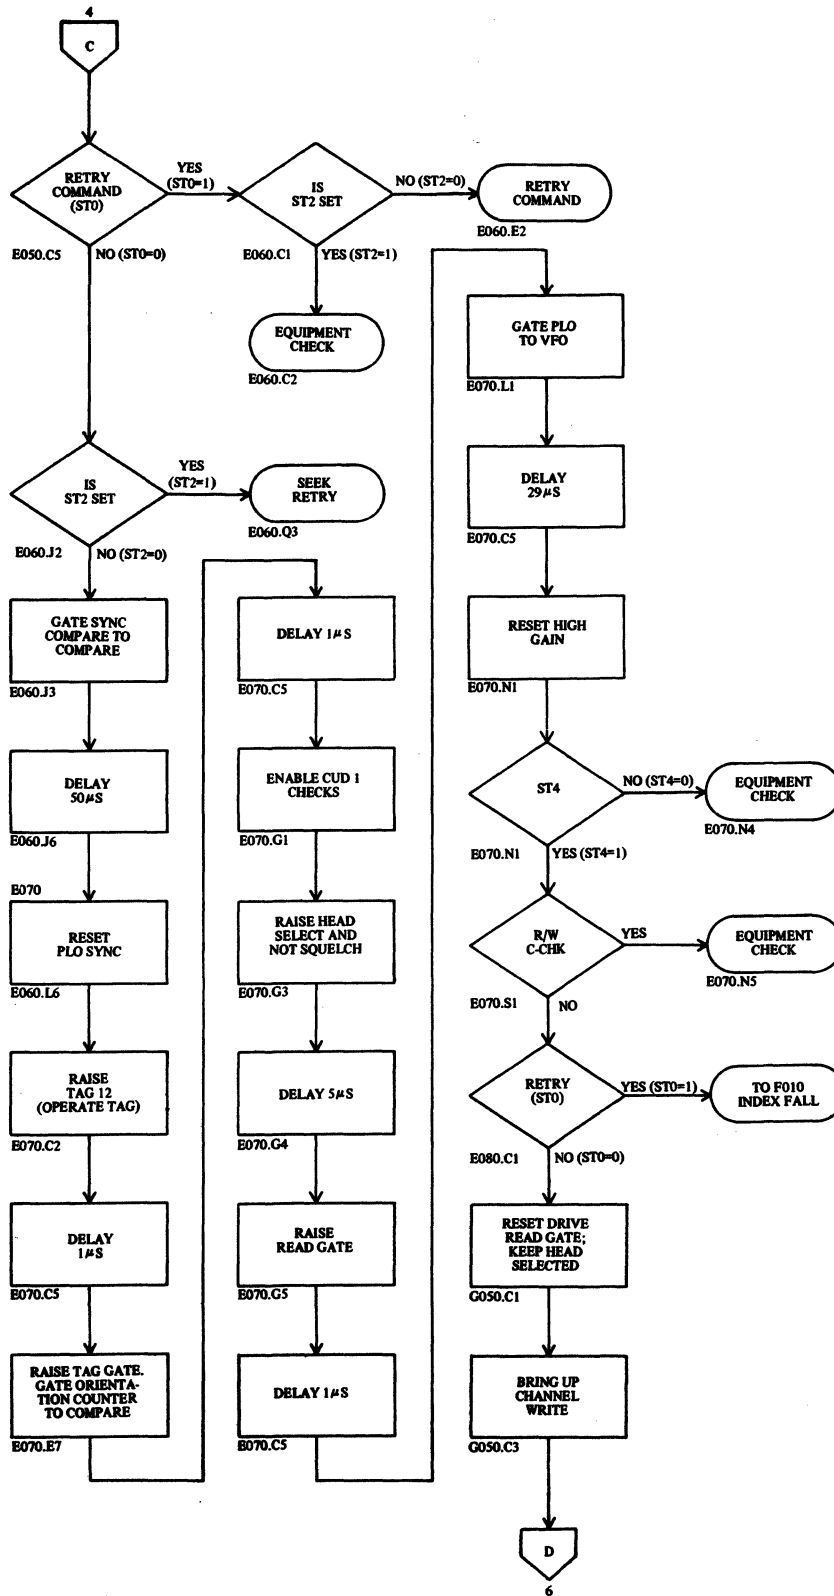 4
C
RETRY
COMMAND
(ST0)
YES
(ST0=1)
E050.C5
NO (ST0=0)
IS
ST2 SET
NO (ST2=0)
E060.C1
YES (ST2=1)
RETRY
COMMAND
E060.E2
EQUIPMENT
CHECK
E060.C2
IS
ST2 SET
YES
(ST2=1)
E060.J2
NO (ST2=0)
SEEK
RETRY
E060.Q3
GATE SYNC
COMPARE TO
COMPARE
E060.J3
DELAY
50μS
E060.J6
E070
RESET
PLO SYNC
E060.L6
RAISE
TAG 12
(OPERATE TAG)
E070.C2
DELAY
1μS
E070.C5
RAISE TAG GATE.
GATE ORIENTA-
TION COUNTER
TO COMPARE
E070.E7
DELAY 1μS
E070.C5
ENABLE CUD 1
CHECKS
E070.G1
RAISE HEAD
SELECT AND
NOT SQUELCH
E070.G3
DELAY 5μS
E070.G4
RAISE
READ GATE
E070.G5
DELAY 1μS
E070.C5
GATE PLO
TO VFO
E070.L1
DELAY
29μS
E070.C5
RESET HIGH
GAIN
E070.N1
ST4
NO (ST4=0)
E070.N1
YES (ST4=1)
EQUIPMENT
CHECK
E070.N4
R/W
C-CHK
YES
E070.S1
NO
EQUIPMENT
CHECK
E070.N5
RETRY
(ST0)
YES (ST0=1)
E080.C1
NO (ST0=0)
TO F010
INDEX FALL
RESET DRIVE
READ GATE;
KEEP HEAD
SELECTED
G050.C1
BRING UP
CHANNEL
WRITE
G050.C3
D
6